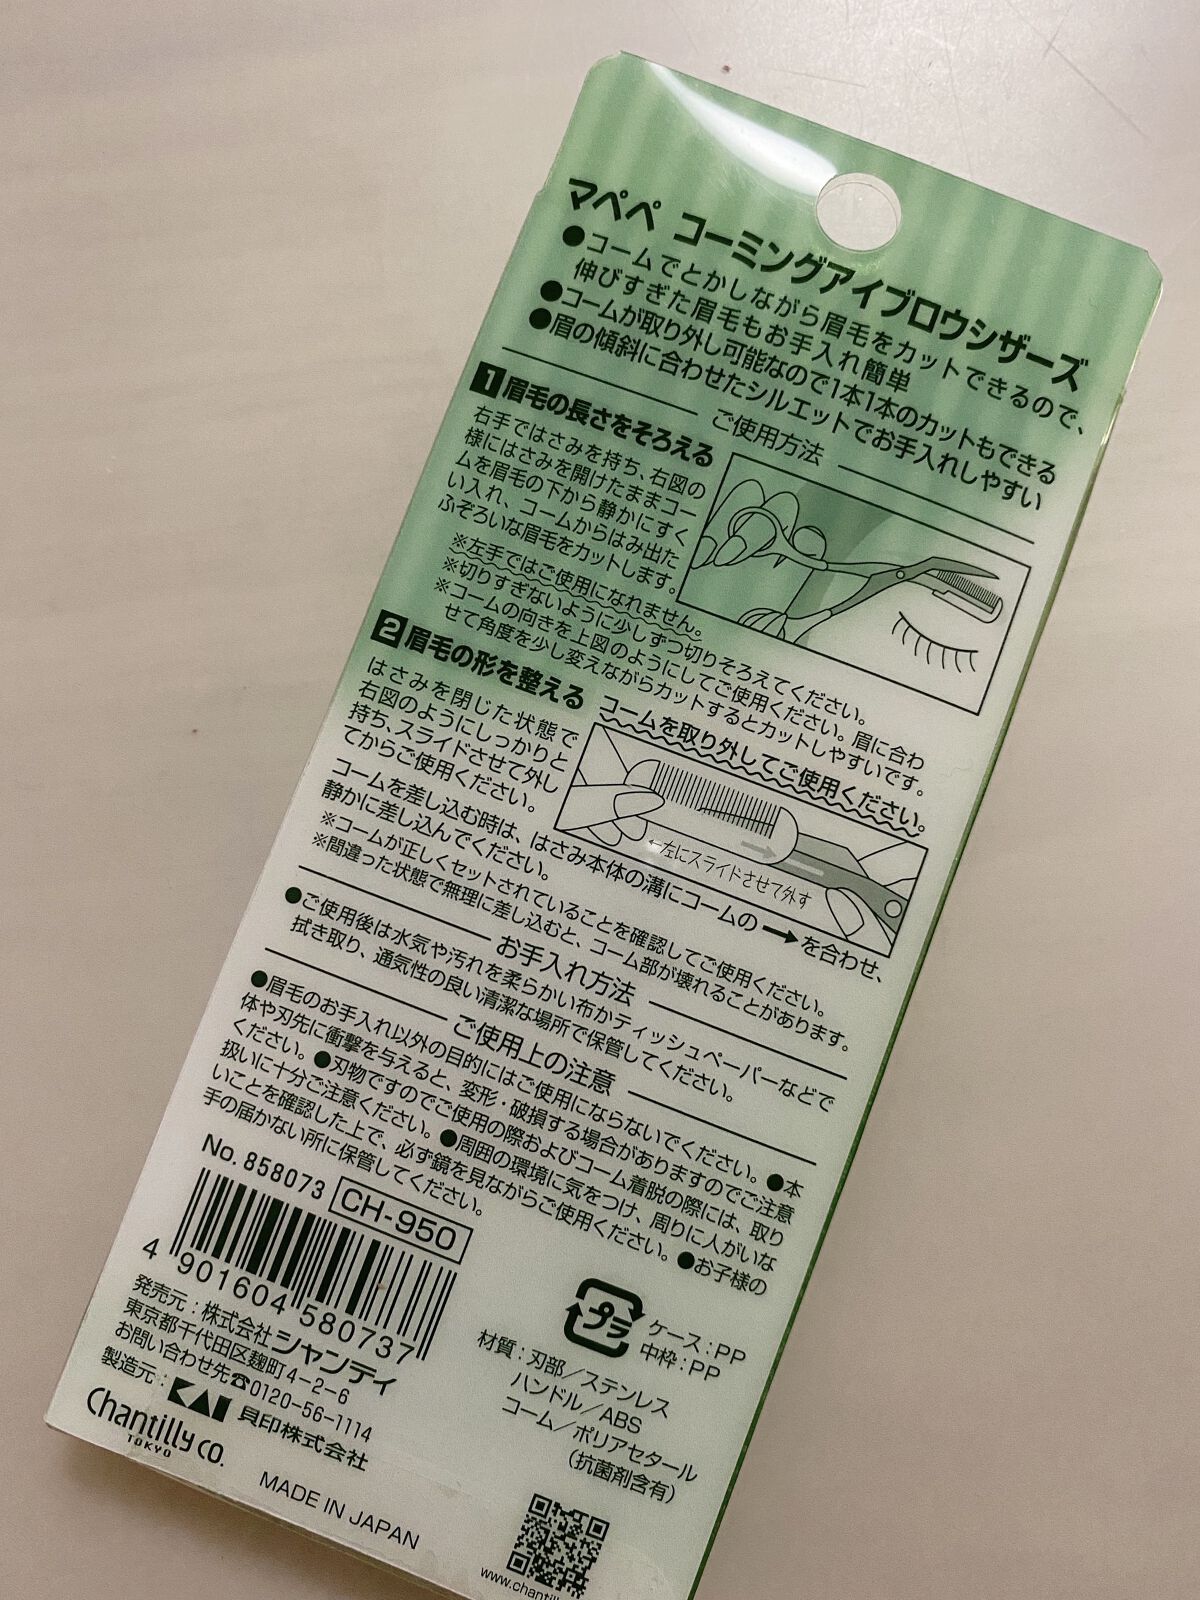 マペペ コーミングアイブロウシザーズ
●コームでとかしながら眉毛をカットできるので、
伸びすぎた眉毛もお手入れ簡単
●コームが取り外し可能なので1本1本のカットもできる
●眉の傾斜に合わせたシルエットでお手入れしやすい
ご使用方法
1 眉毛の長さをそろえる
右手ではさみを持ち、右図の
様にはさみを開けたままコー
ムを眉毛の下から静かにすく
い入れ、コームからはみ出た
ふぞろいな眉毛をカットします。
※左手ではご使用になれません。
※切りすぎないように少しずつ切りそろえてください。
※コームの向きを上図のようにしてご使用ください。眉に合わ
せて角度を少し変えながらカットするとカットしやすいです。
2 眉毛の形を整える
コームを取り外してご使用ください。
はさみを閉じた状態で
右図のようにしっかりと
持ち、スライドさせて外し
てからご使用ください。
←左にスライドさせて外す
コームを差し込む時は、はさみ本体の溝にコームの→を合わせ、
静かに差し込んでください。
※コームが正しくセットされていることを確認してご使用ください。
※間違った状態で無理に差し込むと、コーム部が壊れることがあります。
お手入れ方法
●ご使用後は水気や汚れを柔らかい布かティッシュペーパーなどで
拭き取り、通気性の良い清潔な場所で保管してください。
ご使用上の注意
●眉毛のお手入れ以外の目的にはご使用にならないでください。●本
体や刃先に衝撃を与えると、変形・破損する場合がありますのでご注意
ください。●刃物ですのでご使用の際およびコーム着脱の際には、取り
扱いに十分ご注意ください。●周囲の環境に気をつけ、周りに人がいな
いことを確認した上で、必ず鏡を見ながらご使用ください。●お子様の
手の届かない所に保管してください。
No. 858073 CH-950
4 901604 580737
発売元：株式会社シャンティ
東京都千代田区麹町4-2-6
お問い合わせ先☎0120-56-1114
製造元：KAI 貝印株式会社
Chantilly CO.
TOKYO
MADE IN JAPAN
プラ
ケース：PP
中枠：PP
材質：刃部／ステンレス
ハンドル／ABS
コーム／ポリアセタール
（抗菌剤含有）